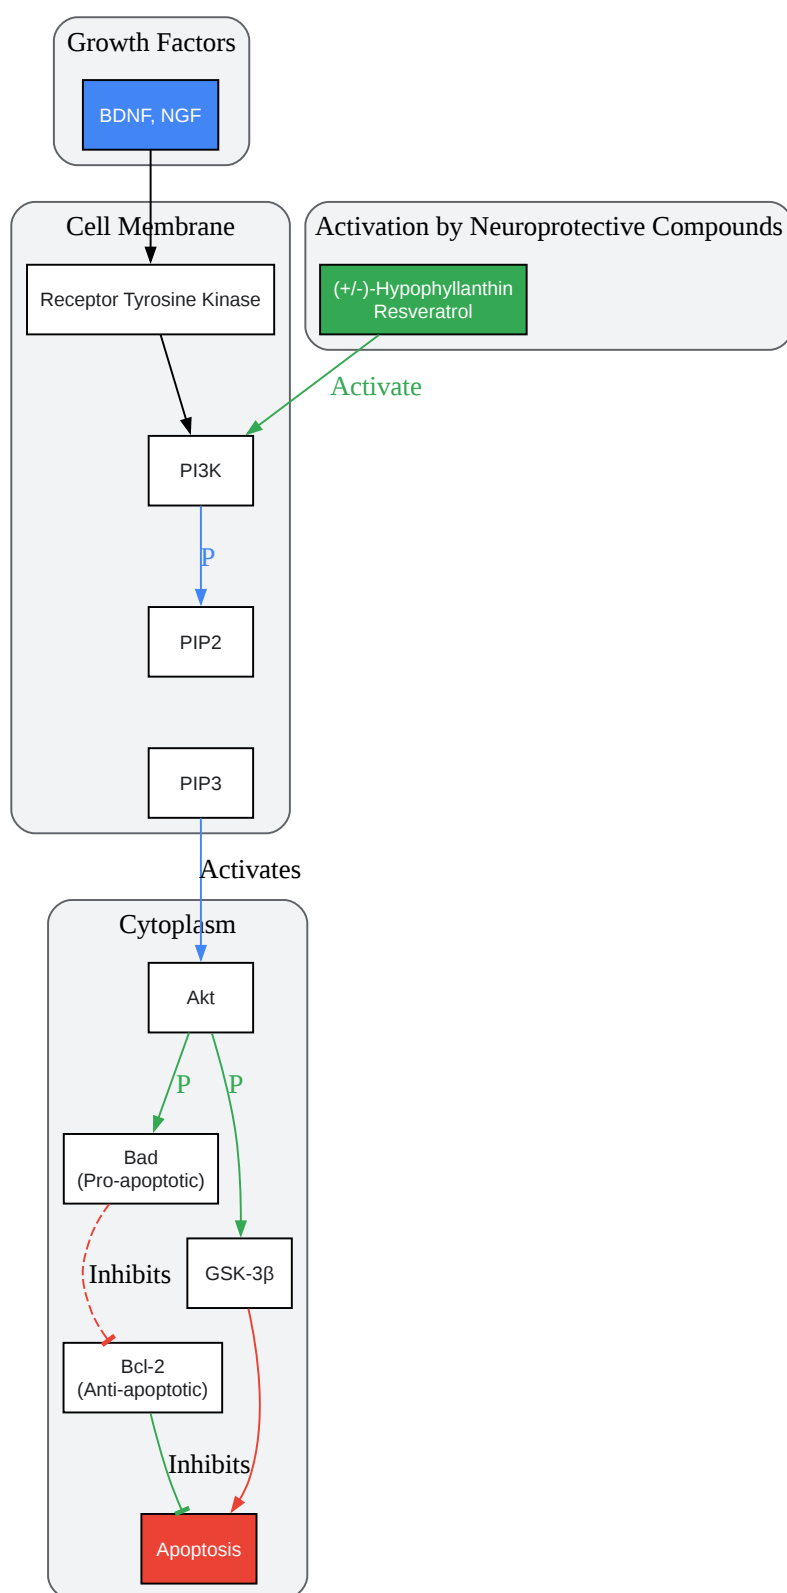 Growth Factors
BDNF, NGF
Cell Membrane
Activation by Neuroprotective Compounds
Receptor Tyrosine Kinase
(+/-)-Hypophyllanthin
Resveratrol
Activate
PI3K
P
PIP2
PIP3
Activates
Cytoplasm
Akt
P
P
Bad
(Pro-apoptotic)
Inhibits
GSK-3β
Bcl-2
(Anti-apoptotic)
Inhibits
Apoptosis